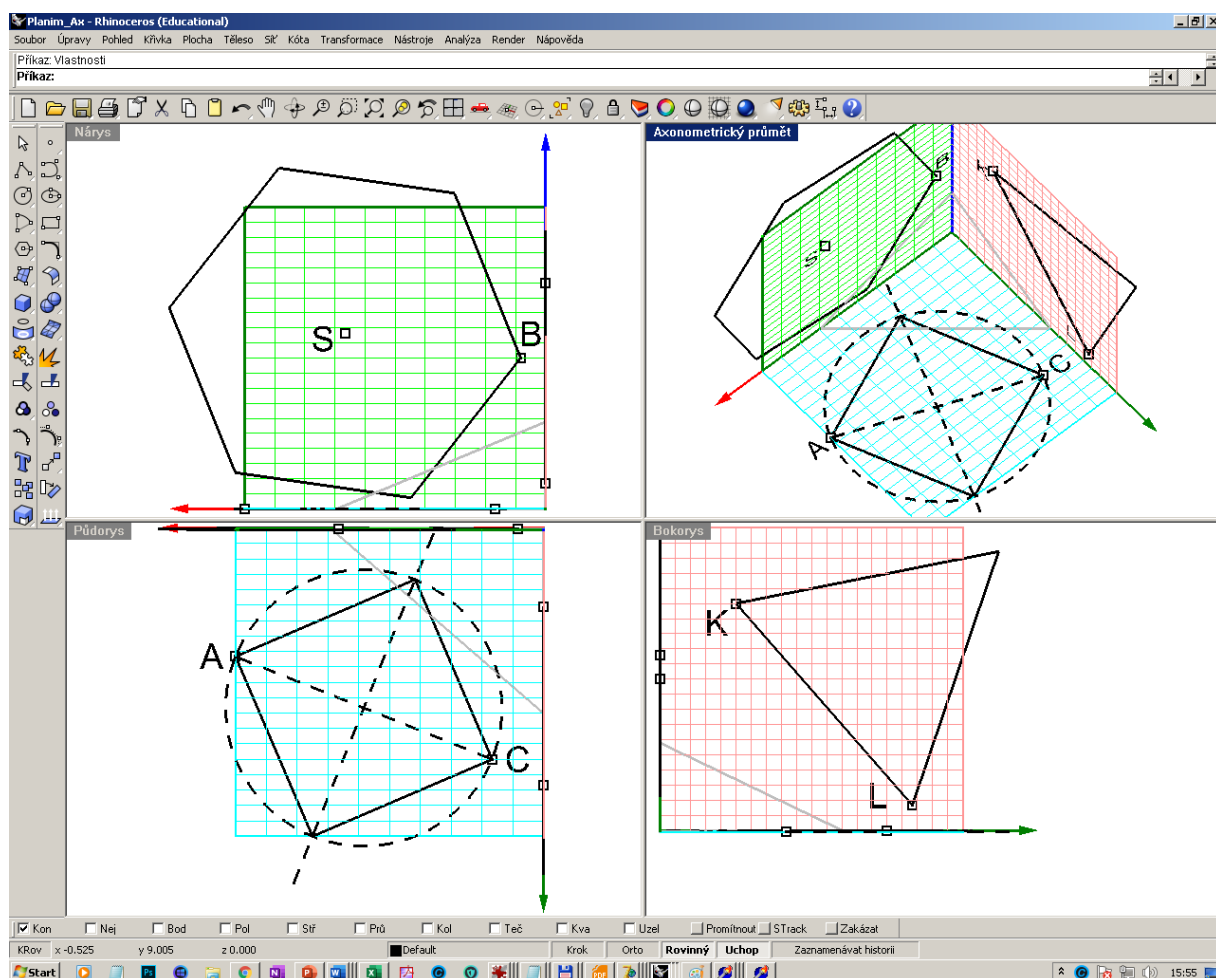 Planim_Ax - Rhinoceros (Educational)
Soubor Úpravy Pohled Křivka Plocha Těleso Síť Kóta Transformace Nástroje Analýza Render Nápověda
Příkaz: Vlastnosti
Příkaz:
Nárys
S
B
Axonometrický průmět
B
S
K
L
C
A
Půdorys
A
C
Bokorys
K
L
Kon Nej Bod Pol Stř Prů Kol Teč Kva Uzel Promítnout STrack Zakázat
KRov x -0.525 y 9.005 z 0.000 Default Krok Orto Rovinný Uchop Zaznamenávat historii
Start 15:55